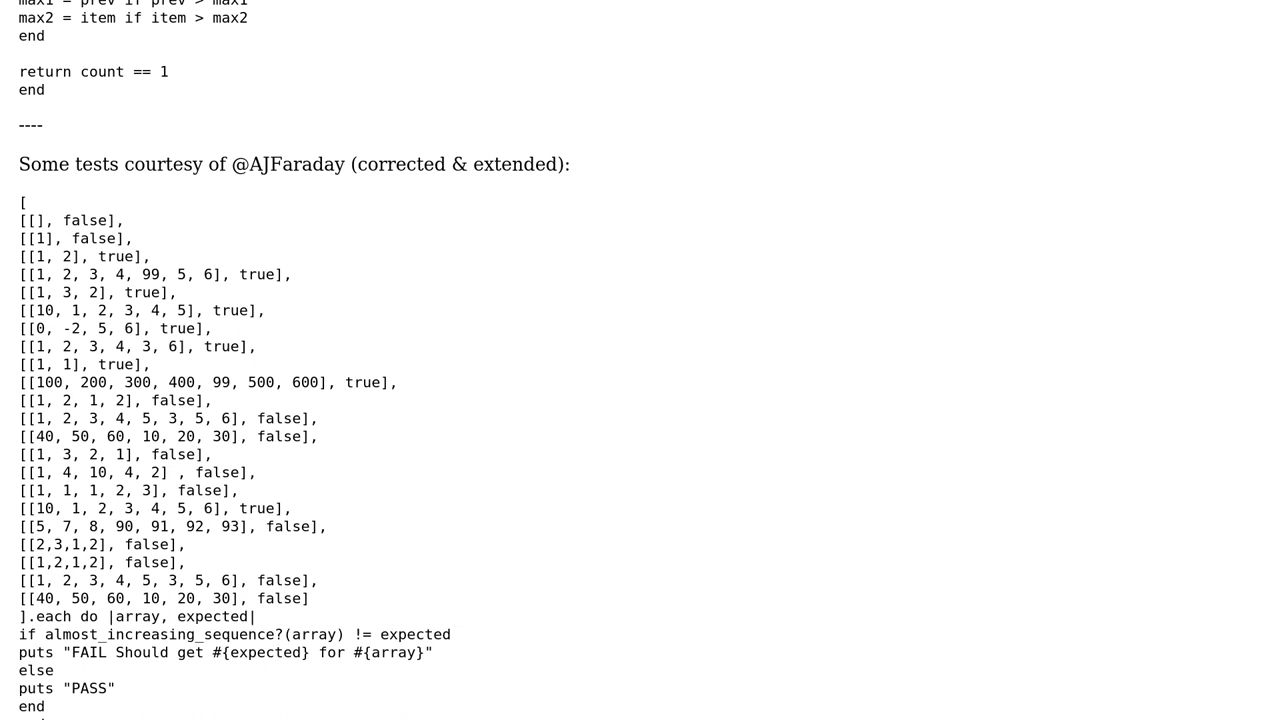 max1 = prev if prev > max1
max2 = item if item > max2
end
return count == 1
end
----
Some tests courtesy of @AJFaraday (corrected & extended):
[
[[], false],
[[1], false],
[[1, 2], true],
[[1, 2, 3, 4, 99, 5, 6], true],
[[1, 3, 2], true],
[[10, 1, 2, 3, 4, 5], true],
[[0, -2, 5, 6], true],
[[1, 2, 3, 4, 3, 6], true],
[[1, 1], true],
[[100, 200, 300, 400, 99, 500, 600], true],
[[1, 2, 1, 2], false],
[[1, 2, 3, 4, 5, 3, 5, 6], false],
[[40, 50, 60, 10, 20, 30], false],
[[1, 3, 2, 1], false],
[[1, 4, 10, 4, 2] , false],
[[1, 1, 1, 2, 3], false],
[[10, 1, 2, 3, 4, 5, 6], true],
[[5, 7, 8, 90, 91, 92, 93], false],
[[2,3,1,2], false],
[[1,2,1,2], false],
[[1, 2, 3, 4, 5, 3, 5, 6], false],
[[40, 50, 60, 10, 20, 30], false]
].each do |array, expected|
if almost_increasing_sequence?(array) != expected
puts "FAIL Should get #{expected} for #{array}"
else
puts "PASS"
end